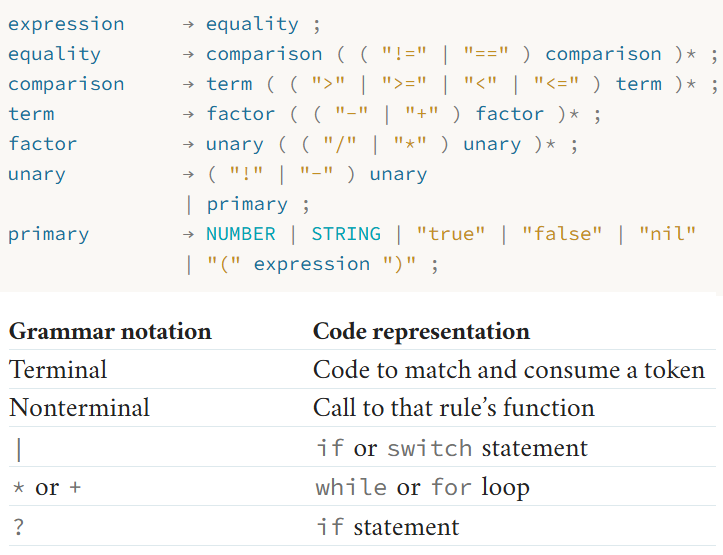 expression → equality ;
equality → comparison ( ( "!=" | "==" ) comparison )* ;
comparison → term ( ( ">" | ">=" | "<" | "<=" ) term )* ;
term → factor ( ( "-" | "+" ) factor )* ;
factor → unary ( ( "/" | "*" ) unary )* ;
unary → ( "!" | "-" ) unary
| primary ;
primary → NUMBER | STRING | "true" | "false" | "nil"
| "(" expression ")" ;
Grammar notation Code representation
Terminal Code to match and consume a token
Nonterminal Call to that rule’s function
| if or switch statement
* or + while or for loop
? if statement